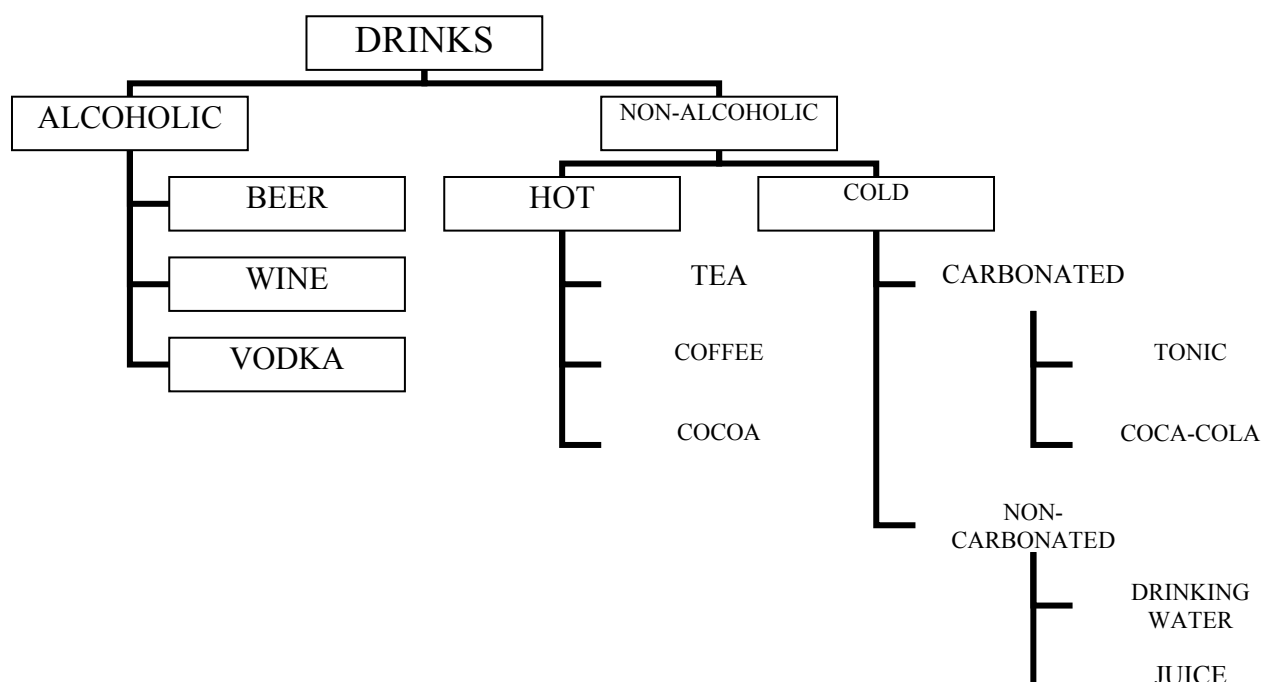 DRINKS
ALCOHOLIC
NON-ALCOHOLIC
BEER
HOT
COLD
WINE
TEA
CARBONATED
VODKA
COFFEE
TONIC
COCOA
COCA-COLA
NON-
CARBONATED
DRINKING
WATER
JUICE